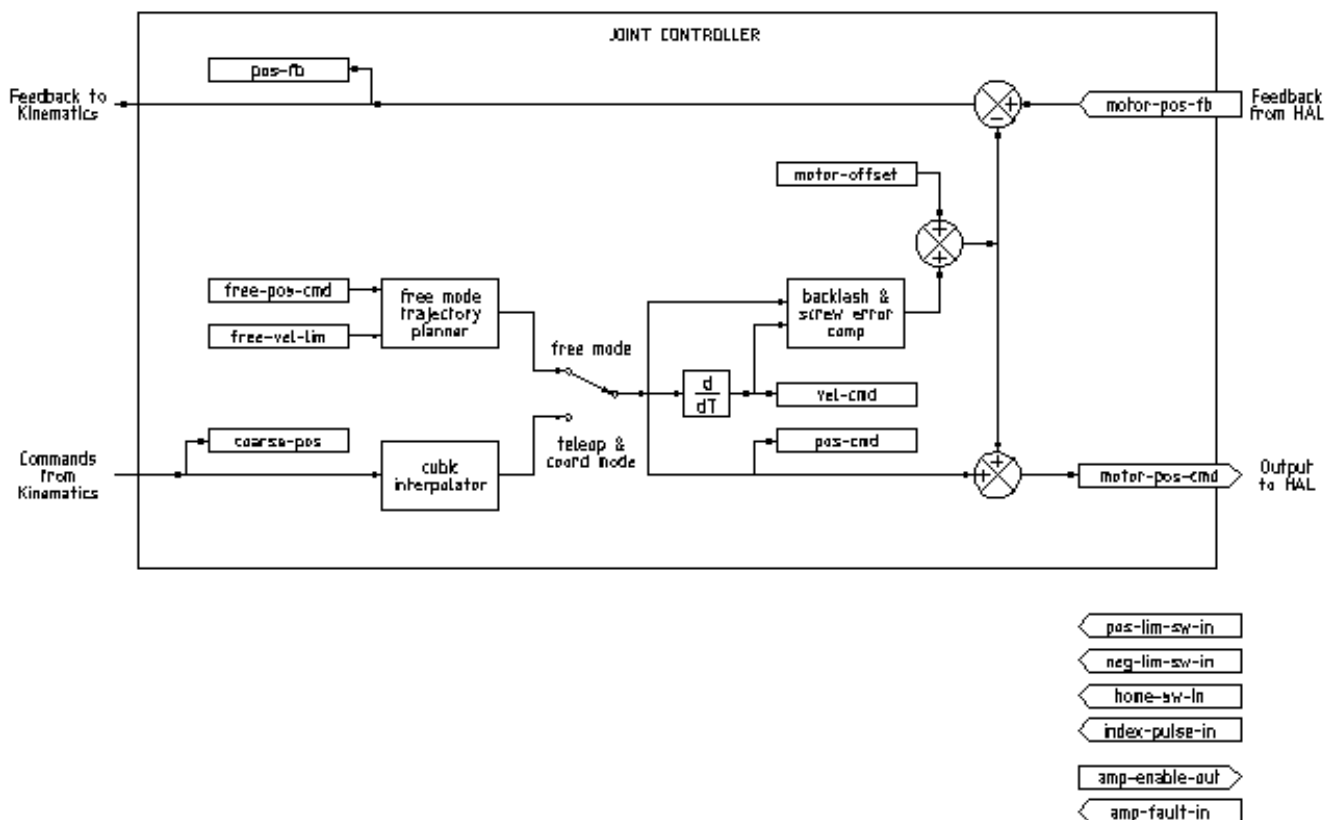 JOINT CONTROLLER
pos-fb
Feedback to
Kinematics
+
-
motor-pos-fb
Feedback
from HAL
motor-offset
+
+
free-pos-cmd
free-vel-lim
free mode
trajectory
planner
backlash &
screw error
comp
free mode
d
dT
vel-cmd
coarse-pos
pos-cmd
teleop &
coord mode
Commands
from
Kinematics
cubic
interpolator
+
+
motor-pos-cmd
Output
to HAL
pos-lim-sw-in
neg-lim-sw-in
home-sw-in
index-pulse-in
amp-enable-out
amp-fault-in